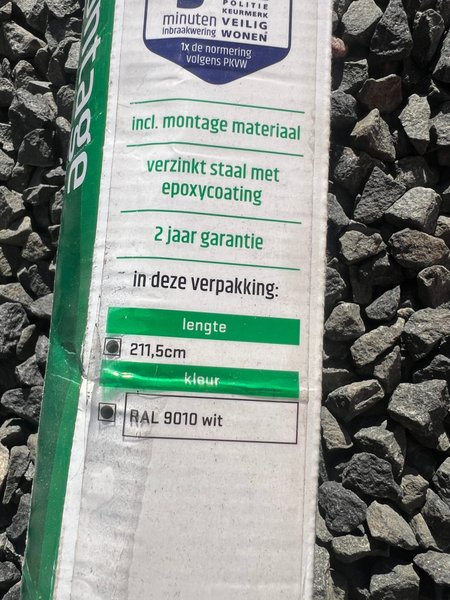 POLITIE
KEURMERK
minuten VEILIG
inbraakwering WONEN
1x de normering
volgens PKVW
incl. montage materiaal
verzinkt staal met
epoxycoating
2 jaar garantie
in deze verpakking:
lengte
211,5cm
kleur
RAL 9010 wit